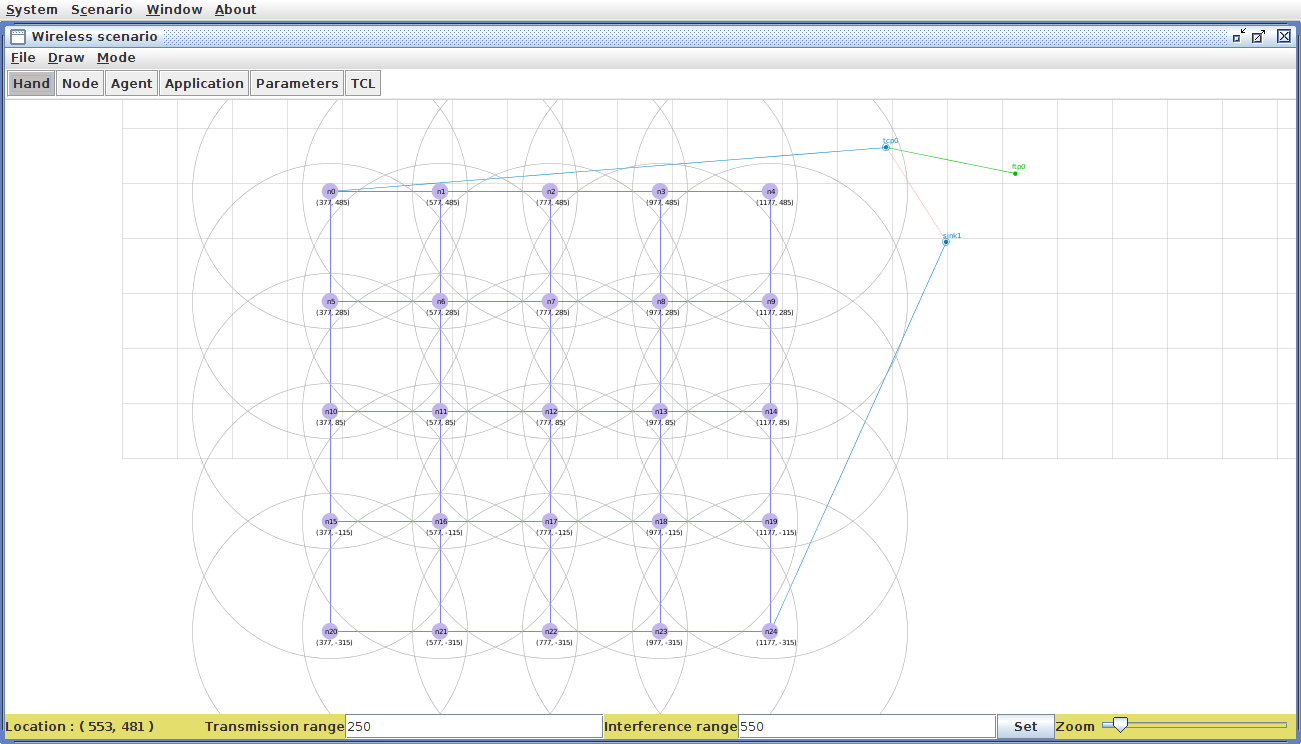 System Scenario Window About
Wireless scenario
File Draw Mode
Hand Node Agent Application Parameters TCL
tcp0
ftp0
n0 n1 n2 n3 n4
(377, 485) (577, 485) (777, 485) (977, 485) (1177, 485)
sink1
n5 n6 n7 n8 n9
(377, 285) (577, 285) (777, 285) (977, 285) (1177, 285)
n10 n11 n12 n13 n14
(377, 85) (577, 85) (777, 85) (977, 85) (1177, 85)
n15 n16 n17 n18 n19
(377, -115) (577, -115) (777, -115) (977, -115) (1177, -115)
n20 n21 n22 n23 n24
(377, -315) (577, -315) (777, -315) (977, -315) (1177, -315)
Location : ( 553, 481 ) Transmission range 250 Interference range 550 Set Zoom